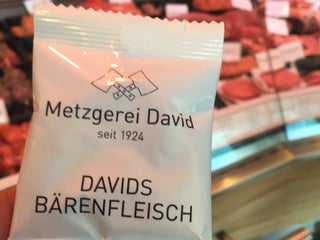 Metzgerei David
seit 1924
DAVIDS
BÄRENFLEISCH